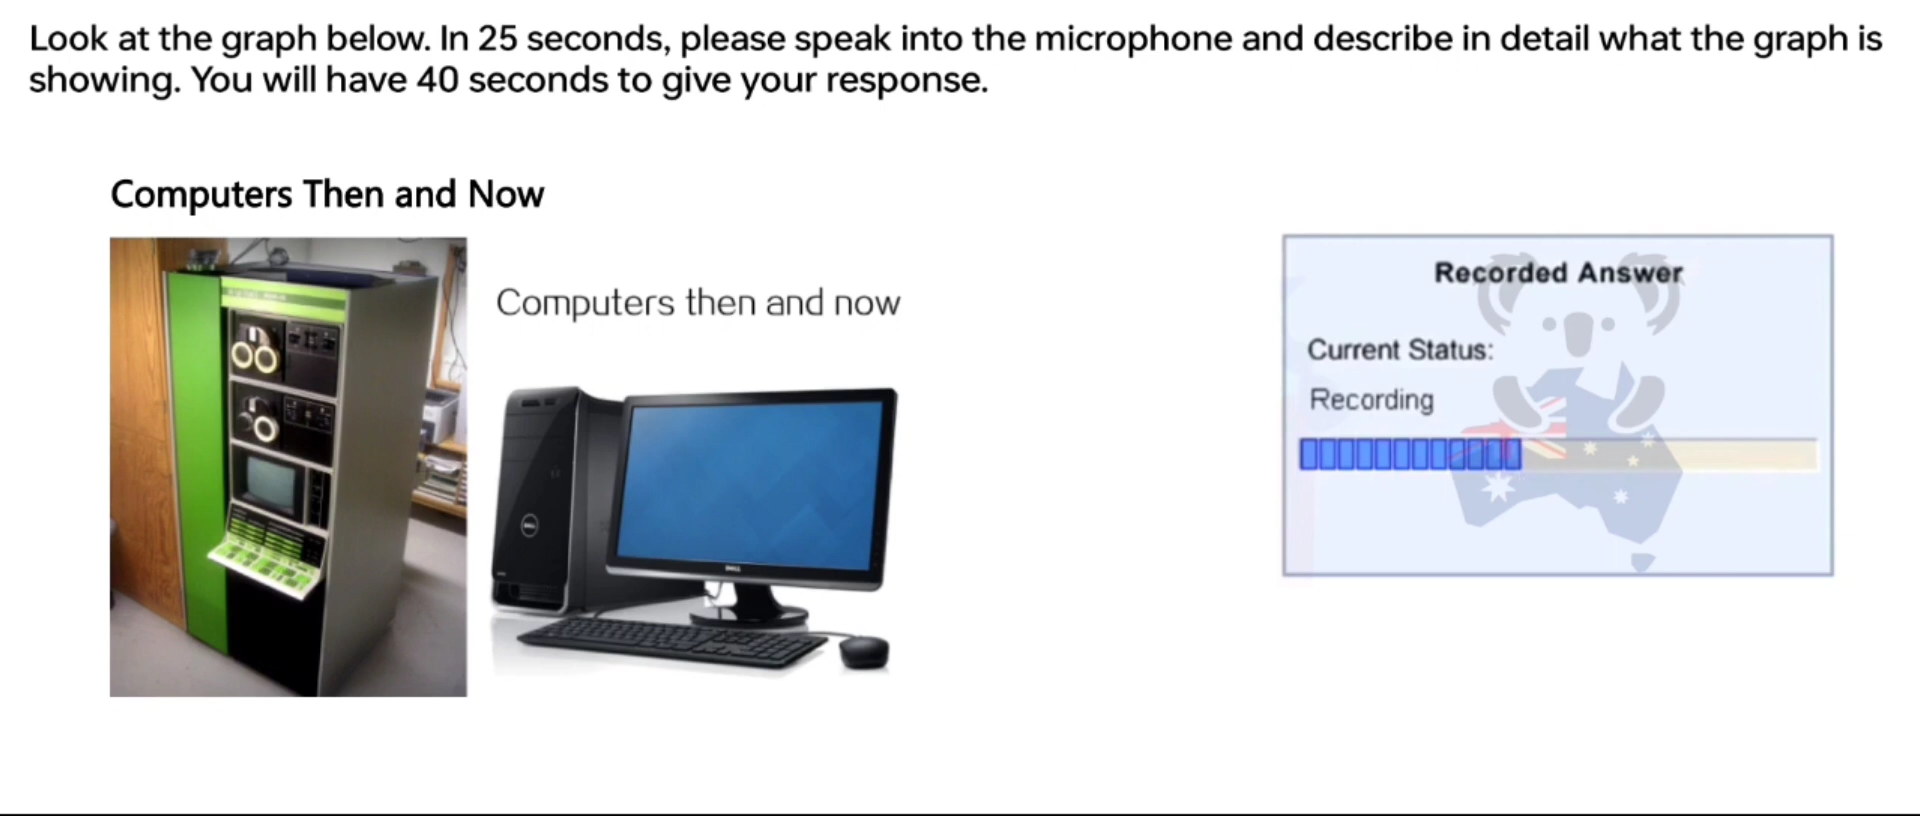 Look at the graph below. In 25 seconds, please speak into the microphone and describe in detail what the graph is
showing. You will have 40 seconds to give your response.
Computers Then and Now
Computers then and now
DELL
DELL
Recorded Answer
Current Status:
Recording